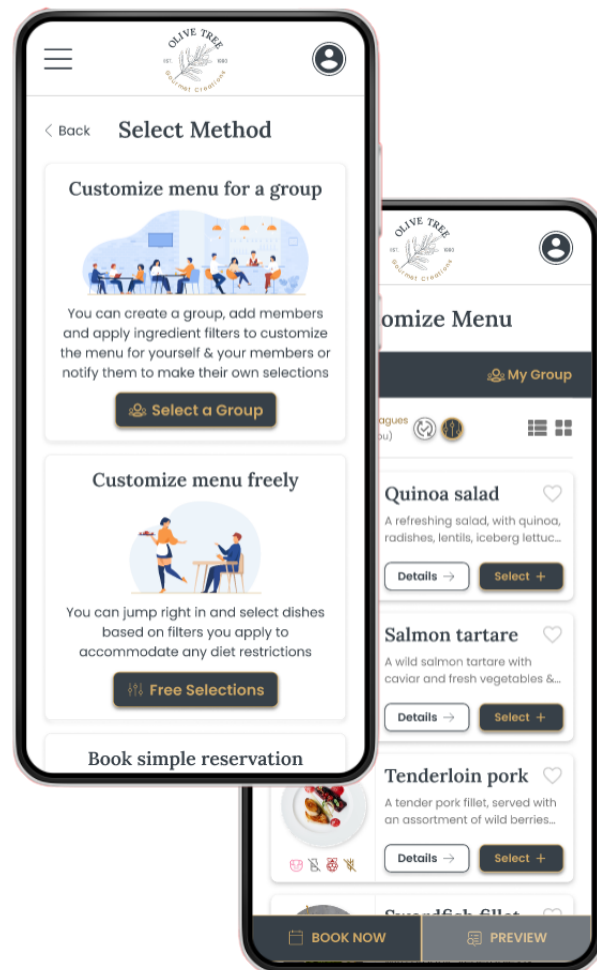 OLIVE TREE
EST. 1980
Gourmet Creations
Back
Select Method
Customize menu for a group
You can create a group, add members
and apply ingredient filters to customize
the menu for yourself & your members or
notify them to make their own selections
Select a Group
Customize menu freely
You can jump right in and select dishes
based on filters you apply to
accommodate any diet restrictions
Free Selections
Book simple reservation
OLIVE TREE
EST. 1980
Gourmet Creations
omize Menu
My Group
agues
ou)
Quinoa salad
A refreshing salad, with quinoa,
radishes, lentils, iceberg lettuc...
Details →
Select +
Salmon tartare
A wild salmon tartare with
caviar and fresh vegetables &...
Details →
Select +
Tenderloin pork
A tender pork fillet, served with
an assortment of wild berries...
Details →
Select +
Swordfish fillet
BOOK NOW
PREVIEW